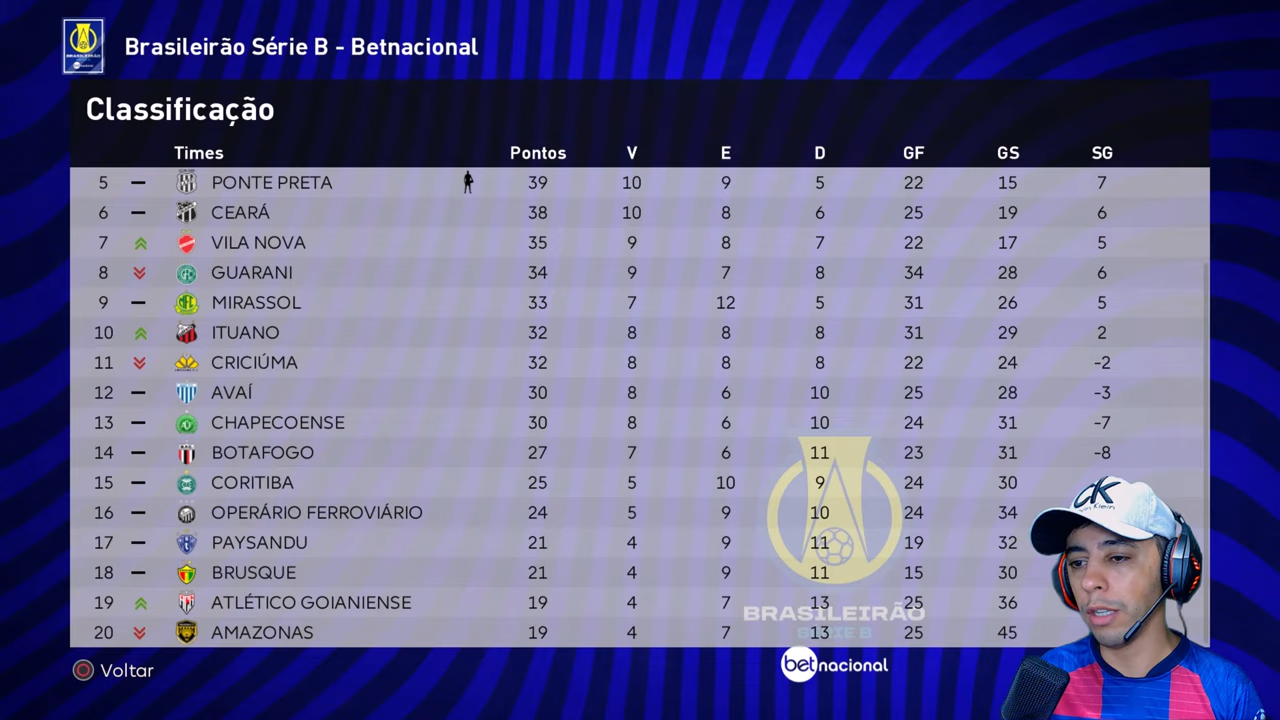 Brasileirão Série B - Betnacional
Classificação
Times Pontos V E D GF GS SG
5 PONTE PRETA 39 10 9 5 22 15 7
6 CEARÁ 38 10 8 6 25 19 6
7 VILA NOVA 35 9 8 7 22 17 5
8 GUARANI 34 9 7 8 34 28 6
9 MIRASSOL 33 7 12 5 31 26 5
10 ITUANO 32 8 8 8 31 29 2
11 CRICIÚMA 32 8 8 8 22 24 -2
12 AVAÍ 30 8 6 10 25 28 -3
13 CHAPECOENSE 30 8 6 10 24 31 -7
14 BOTAFOGO 27 7 6 11 23 31 -8
15 CORITIBA 25 5 10 9 24 30
16 OPERÁRIO FERROVIÁRIO 24 5 9 10 24 34
17 PAYSANDU 21 4 9 11 19 32
18 BRUSQUE 21 4 9 11 15 30
19 ATLÉTICO GOIANIENSE 19 4 7 13 25 36
20 AMAZONAS 19 4 7 13 25 45
BRASILEIRÃO
SÉRIE B
betnacional
Voltar
CK